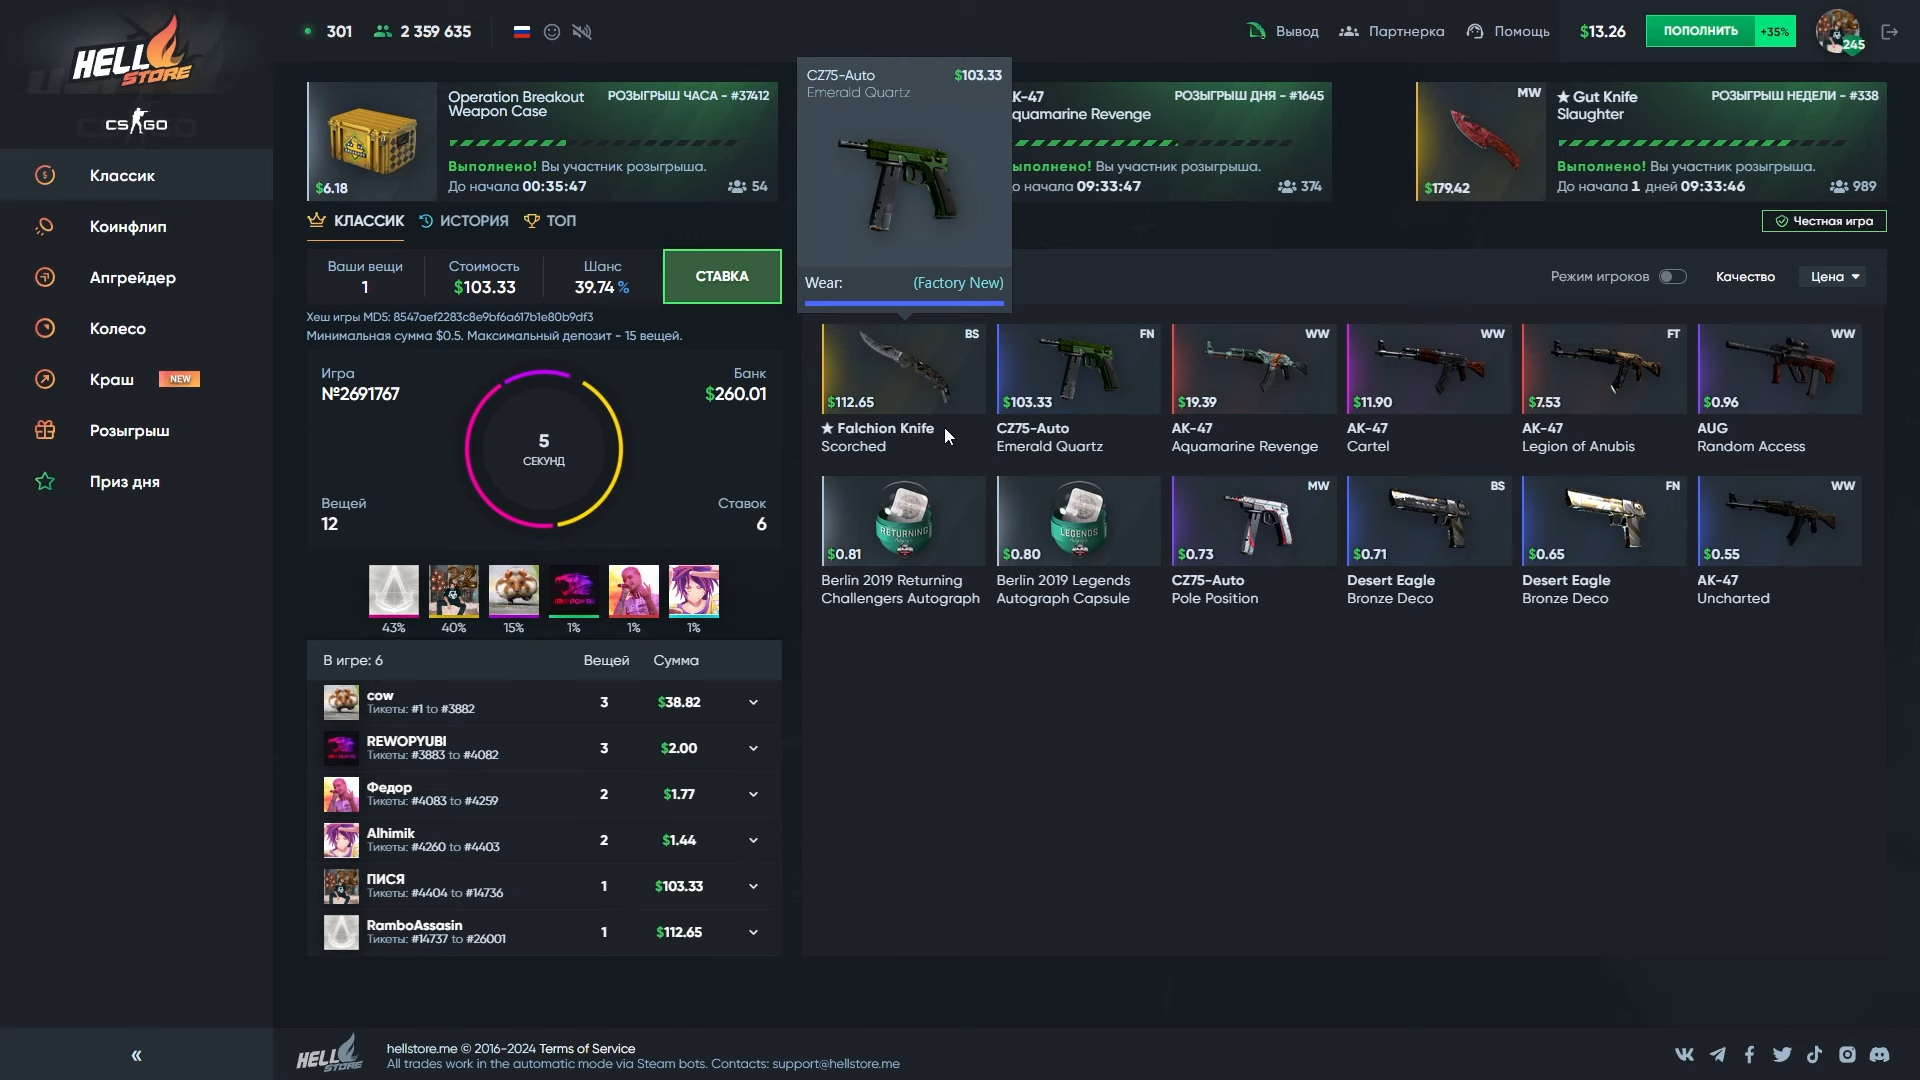 HELL STORE
CS GO
Классик
Коинфлип
Апгрейдер
Колесо
Краш NEW
Розыгрыш
Приз дня
301 2 359 635
Вывод Партнерка Помощь $13.26 ПОПОЛНИТЬ +35% 245
Operation Breakout
Weapon Case
РОЗЫГРЫШ ЧАСА - #37412
Выполнено! Вы участник розыгрыша.
До начала 00:35:47 54
$6.18
CZ75-Auto $103.33
Emerald Quartz
Wear: (Factory New)
K-47
quamarine Revenge
РОЗЫГРЫШ ДНЯ - #1645
ыполнено! Вы участник розыгрыша.
о начала 09:33:47 374
MW
★ Gut Knife
Slaughter
РОЗЫГРЫШ НЕДЕЛИ - #338
Выполнено! Вы участник розыгрыша.
До начала 1 дней 09:33:46 989
$179.42
КЛАССИК ИСТОРИЯ ТОП
Честная игра
Ваши вещи Стоимость Шанс
1 $103.33 39.74 %
СТАВКА
Режим игроков Качество Цена
Хеш игры MD5: 8547aef2283c8e9bf6a617b1e80b9df3
Минимальная сумма $0.5. Максимальный депозит - 15 вещей.
Игра
№2691767
Банк
$260.01
5
СЕКУНД
Вещей
12
Ставок
6
43% 40% 15% 1% 1% 1%
В игре: 6 Вещей Сумма
cow 3 $38.82
Тикеты: #1 to #3882
REWOPYUBI 3 $2.00
Тикеты: #3883 to #4082
Федор 2 $1.77
Тикеты: #4083 to #4259
Alhimik 2 $1.44
Тикеты: #4260 to #4403
ПИСЯ 1 $103.33
Тикеты: #4404 to #14736
RamboAssasin 1 $112.65
Тикеты: #14737 to #26001
BS FN WW WW FT WW
$112.65 $103.33 $19.39 $11.90 $7.53 $0.96
★ Falchion Knife CZ75-Auto AK-47 AK-47 AK-47 AUG
Scorched Emerald Quartz Aquamarine Revenge Cartel Legion of Anubis Random Access
MW BS FN WW
RETURNING LEGENDS
$0.81 $0.80 $0.73 $0.71 $0.65 $0.55
Berlin 2019 Returning Berlin 2019 Legends CZ75-Auto Desert Eagle Desert Eagle AK-47
Challengers Autograph Autograph Capsule Pole Position Bronze Deco Bronze Deco Uncharted
HELL STORE
hellstore.me © 2016-2024 Terms of Service
All trades work in the automatic mode via Steam bots. Contacts: support@hellstore.me